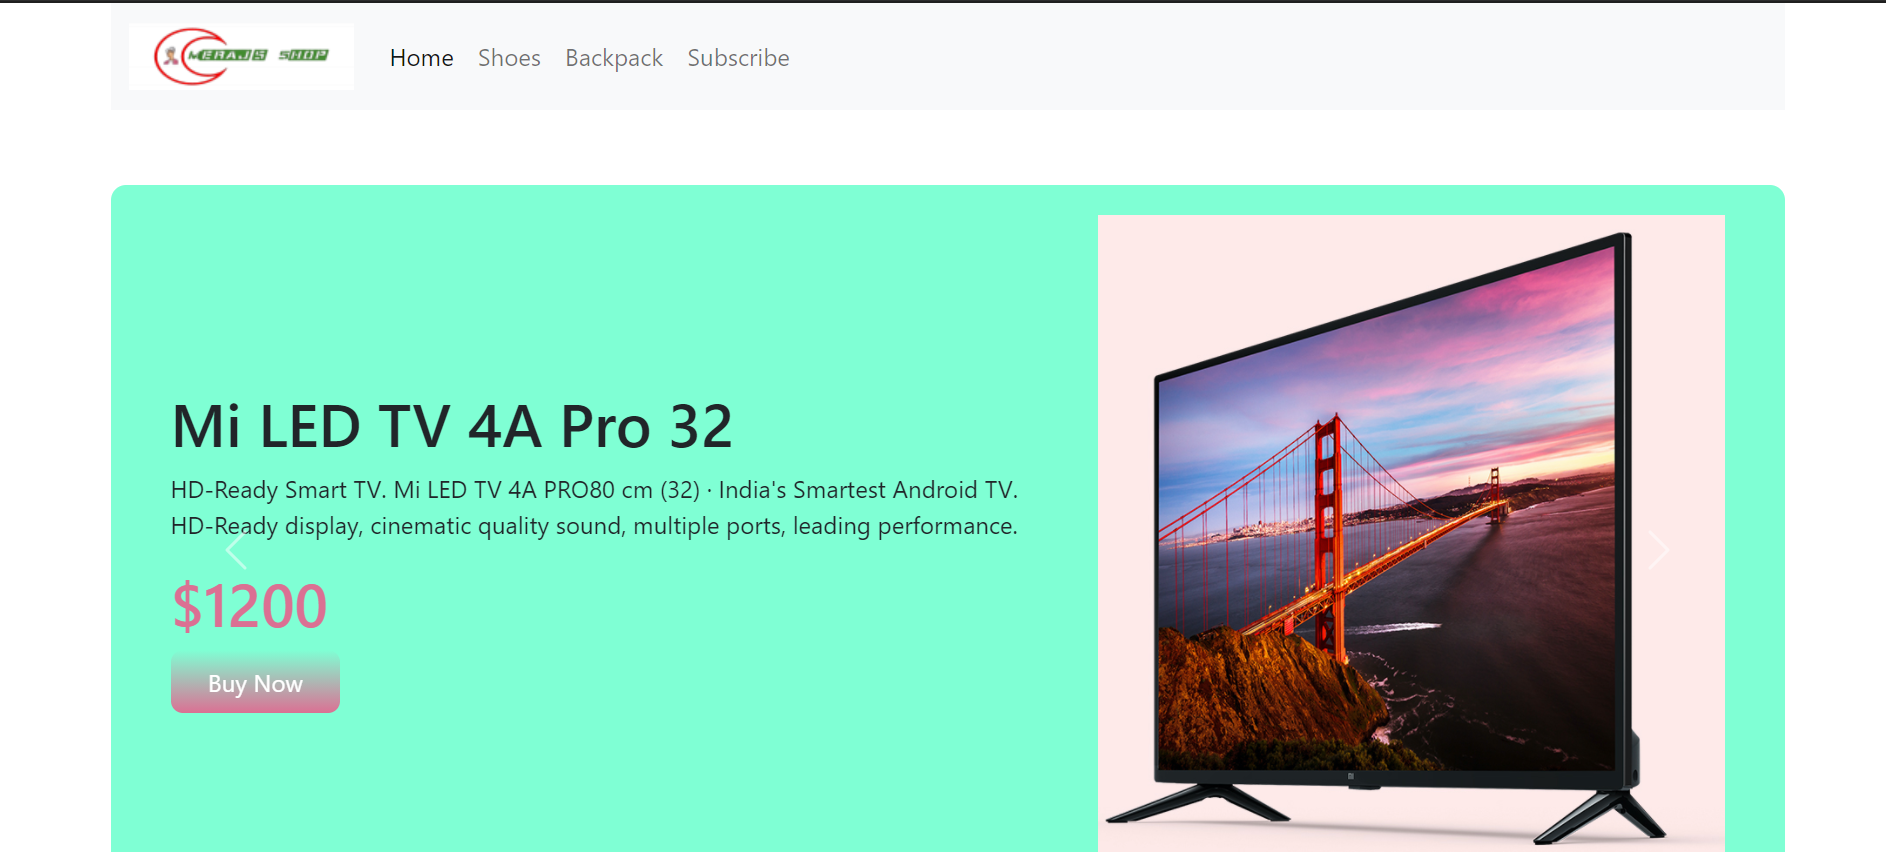 MERAJ'S SHOP
Home Shoes Backpack Subscribe
Mi LED TV 4A Pro 32
HD-Ready Smart TV. Mi LED TV 4A PRO80 cm (32) · India's Smartest Android TV.
HD-Ready display, cinematic quality sound, multiple ports, leading performance.
$1200
Buy Now
mi